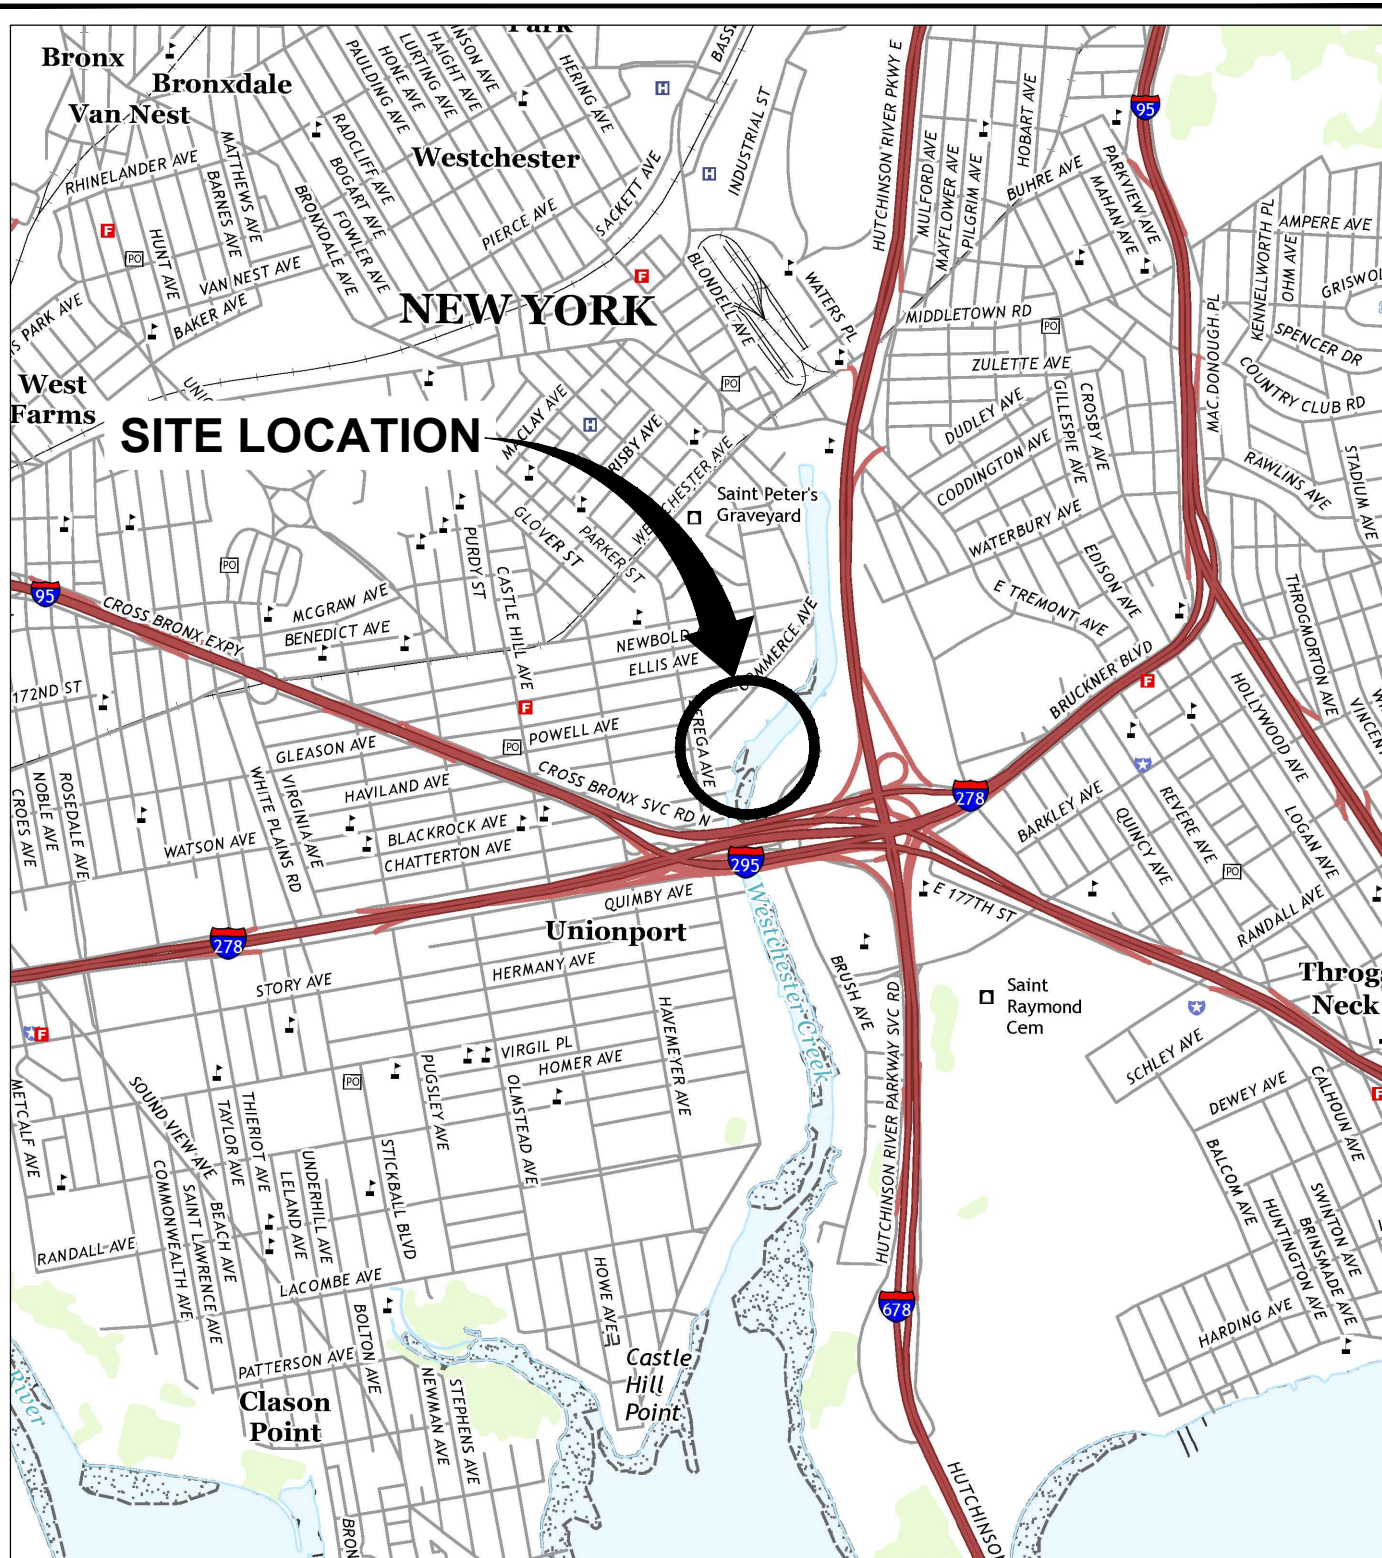 Bronx
Bronxdale
Van Nest
Westchester
NEW YORK
West
Farms
SITE LOCATION
RHINELANDER AVE
MATTHEWS AVE
BARNES AVE
HUNT AVE
VAN NEST AVE
BAKER AVE
BRONXDALE AVE
RADCLIFF AVE
BOGART AVE
FOWLER AVE
PAULDING AVE
HONE AVE
LURTING AVE
HAIGHT AVE
HERING AVE
PIERCE AVE
SACKETT AVE
INDUSTRIAL ST
BLONDELL AVE
WATERS PL
HUTCHINSON RIVER PKWY E
MULFORD AVE
MAYFLOWER AVE
PILGRIM AVE
HOBART AVE
BUHRE AVE
PARKVIEW AVE
MAHAN AVE
95
KENNELLWORTH PL
OHM AVE
AMPERE AVE
SPENCER DR
COUNTRY CLUB RD
MAC DONOUGH PL
STADIUM AVE
RAWLINS AVE
MIDDLETOWN RD
ZULETTE AVE
DUDLEY AVE
CODDINGTON AVE
GILLESPIE AVE
CROSBY AVE
WATERBURY AVE
EDISON AVE
E TREMONT AVE
BRUCKNER BLVD
THROGMORTON AVE
HOLLYWOOD AVE
MACLAY AVE
PARKER ST
GLOVER ST
Saint Peter's
Graveyard
PURDY ST
CASTLE HILL AVE
95
CROSS BRONX EXPY
MCGRAW AVE
BENEDICT AVE
172ND ST
NEWBOLD
ELLIS AVE
COMMERCE AVE
POWELL AVE
GLEASON AVE
HAVILAND AVE
BLACKROCK AVE
CHATTERTON AVE
WATSON AVE
VIRGINIA AVE
WHITE PLAINS RD
ROSEDALE AVE
NOBLE AVE
CROES AVE
CROSS BRONX SVC RD N
278
295
278
BARKLEY AVE
QUINCY AVE
REVERE AVE
LOGAN AVE
RANDALL AVE
E 177TH ST
QUIMBY AVE
Unionport
HERMANY AVE
STORY AVE
Westchester Creek
BRUSH AVE
HUTCHINSON RIVER PARKWAY SVC RD
Saint
Raymond
Cem
Throgs
Neck
SCHLEY AVE
DEWEY AVE
CALHOUN AVE
BALCOM AVE
HUNTINGTON AVE
BRINSMADE AVE
SWINTON AVE
HARDING AVE
VIRGIL PL
HOMER AVE
HAVEMEYER AVE
OLMSTEAD AVE
PUGSLEY AVE
STICKBALL BLVD
METCALF AVE
SOUND VIEW AVE
THIERIOT AVE
TAYLOR AVE
UNDERHILL AVE
LELAND AVE
BEACH AVE
SAINT LAWRENCE AVE
COMMONWEALTH AVE
RANDALL AVE
LACOMBE AVE
PATTERSON AVE
BOLTON AVE
NEWMAN AVE
STEPHENS AVE
HOWE AVE
Castle
Hill
Point
Clason
Point
River
678
HUTCHINSON